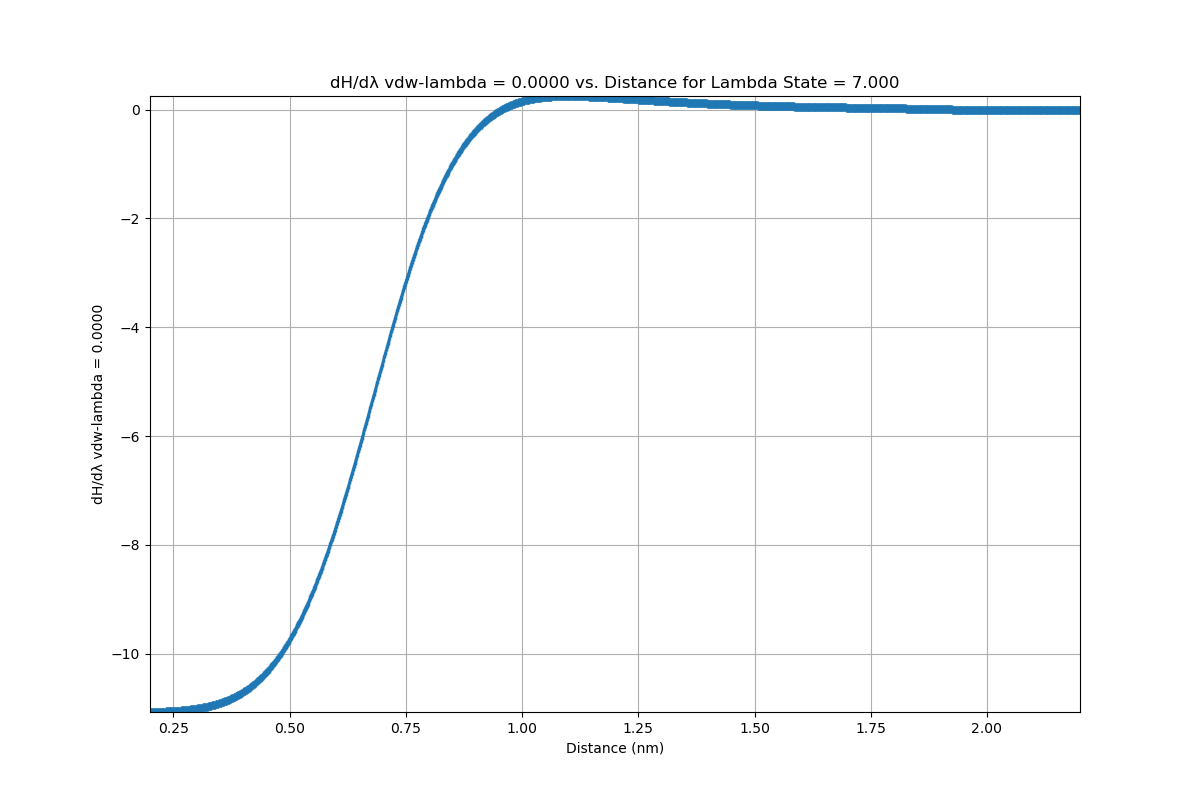 dH/dλ vdw-lambda = 0.0000 vs. Distance for Lambda State = 7.000
0
−2
−4
−6
−8
−10
dH/dλ vdw-lambda = 0.0000
0.25 0.50 0.75 1.00 1.25 1.50 1.75 2.00
Distance (nm)